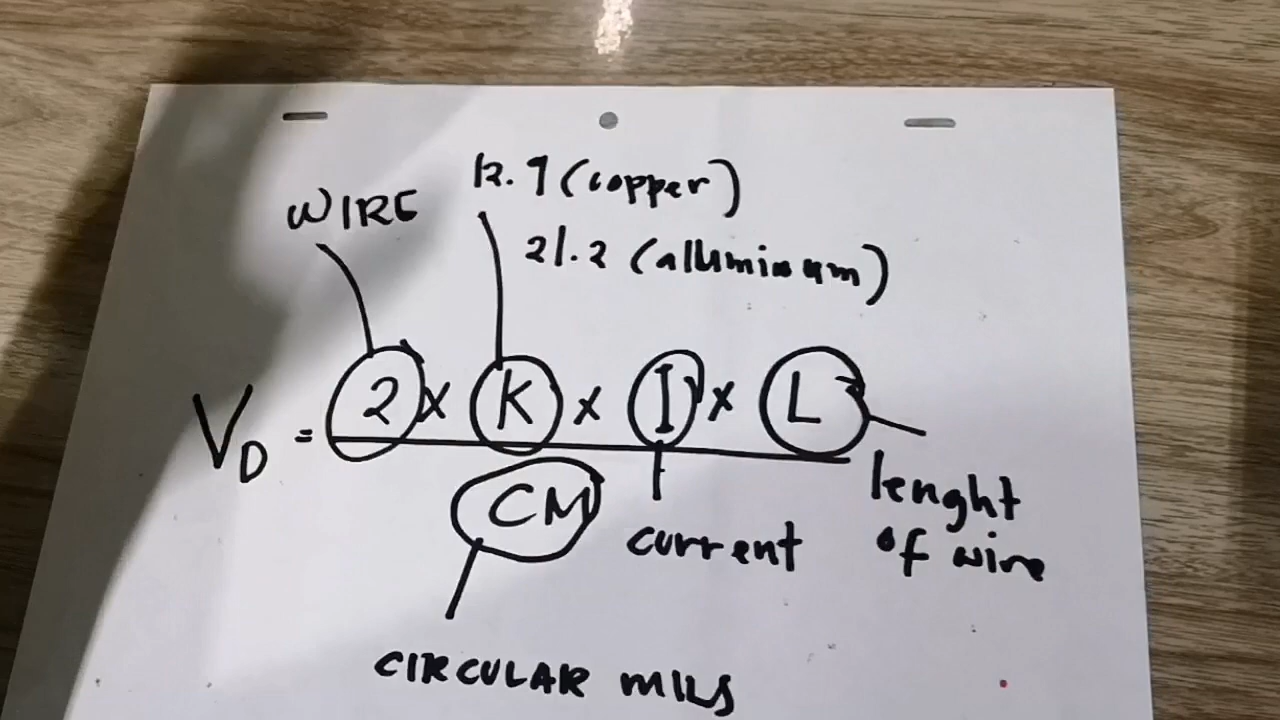 12.9 (copper)
WIRE
21.2 (alluminum)
VD = 2 x K x I x L
CM
lenght
of wire
current
CIRCULAR MILS